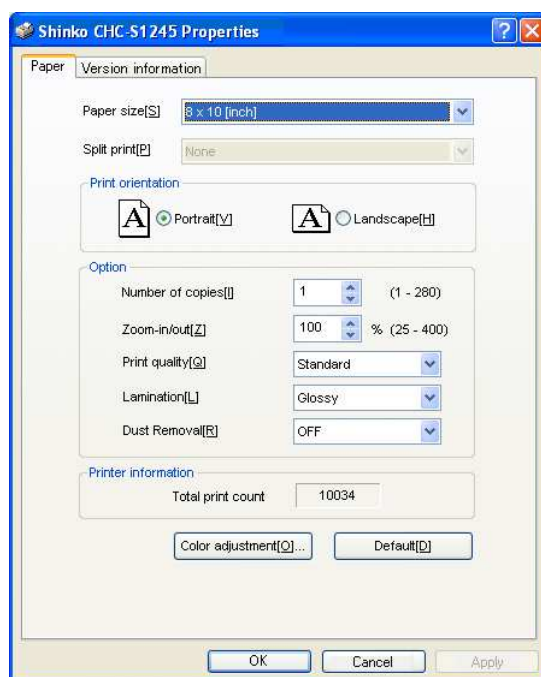 Shinko CHC-S1245 Properties
Paper Version information
Paper size[S] 8 x 10 [inch]
Split print[P] None
Print orientation
A Portrait[V] A Landscape[H]
Option
Number of copies[I] 1 (1 - 280)
Zoom-in/out[Z] 100 % (25 - 400)
Print quality[Q] Standard
Lamination[L] Glossy
Dust Removal[R] OFF
Printer information
Total print count 10034
Color adjustment[O]... Default[D]
OK Cancel Apply